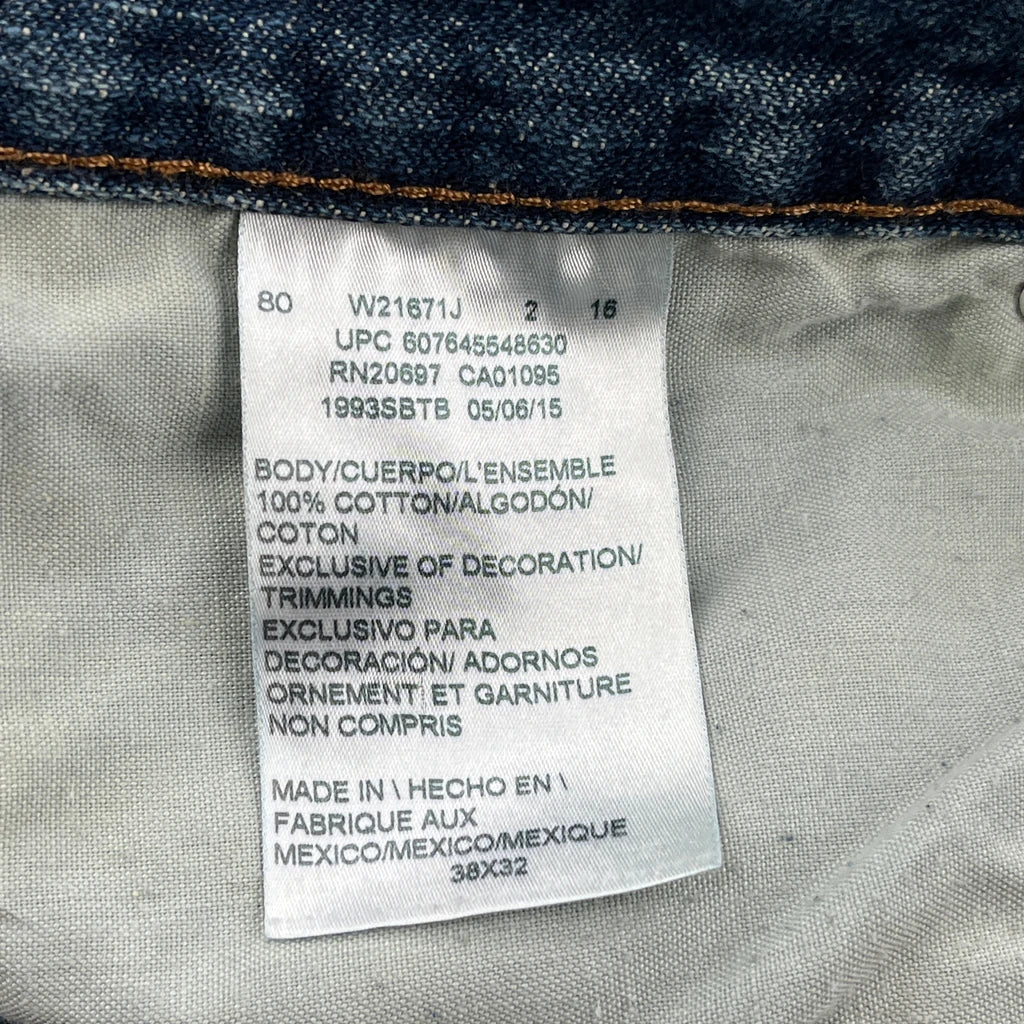 80 W21671J 2 16
UPC 607645548630
RN20697 CA01095
1993SBTB 05/06/15
BODY/CUERPO/L'ENSEMBLE
100% COTTON/ALGODÓN/
COTON
EXCLUSIVE OF DECORATION/
TRIMMINGS
EXCLUSIVO PARA
DECORACIÓN/ ADORNOS
ORNEMENT ET GARNITURE
NON COMPRIS
MADE IN \ HECHO EN \
FABRIQUE AUX
MEXICO/MEXICO/MEXIQUE
38X32